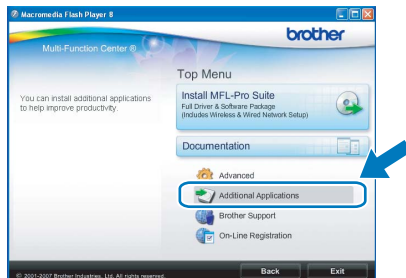 Macromedia Flash Player 8
brother
Multi-Function Center ®
Top Menu
You can install additional applications
to help improve productivity.
Install MFL-Pro Suite
Full Driver & Software Package
(Includes Wireless & Wired Network Setup)
Documentation
Advanced
Additional Applications
Brother Support
On-Line Registration
© 2001-2007 Brother Industries, Ltd. All rights reserved.
Back
Exit